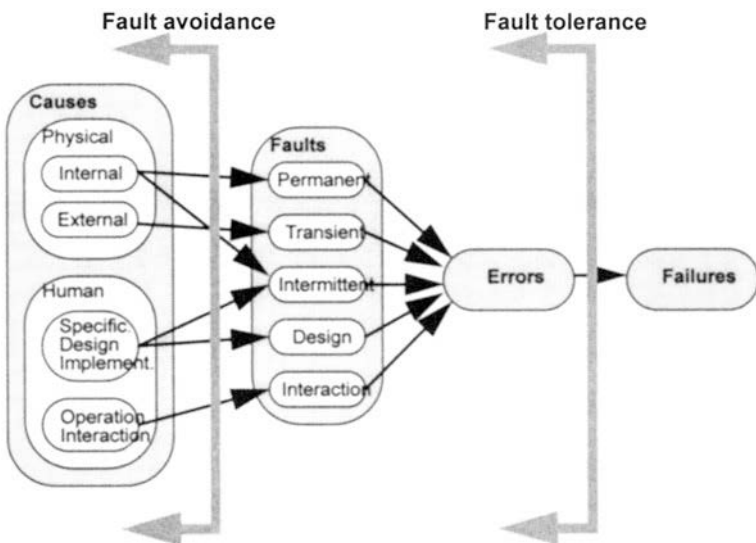 Fault avoidance
Fault tolerance
Causes
Physical
Internal
External
Human
Specific.
Design
Implement.
Operation
Interaction
Faults
Permanent
Transient
Intermittent
Design
Interaction
Errors
Failures